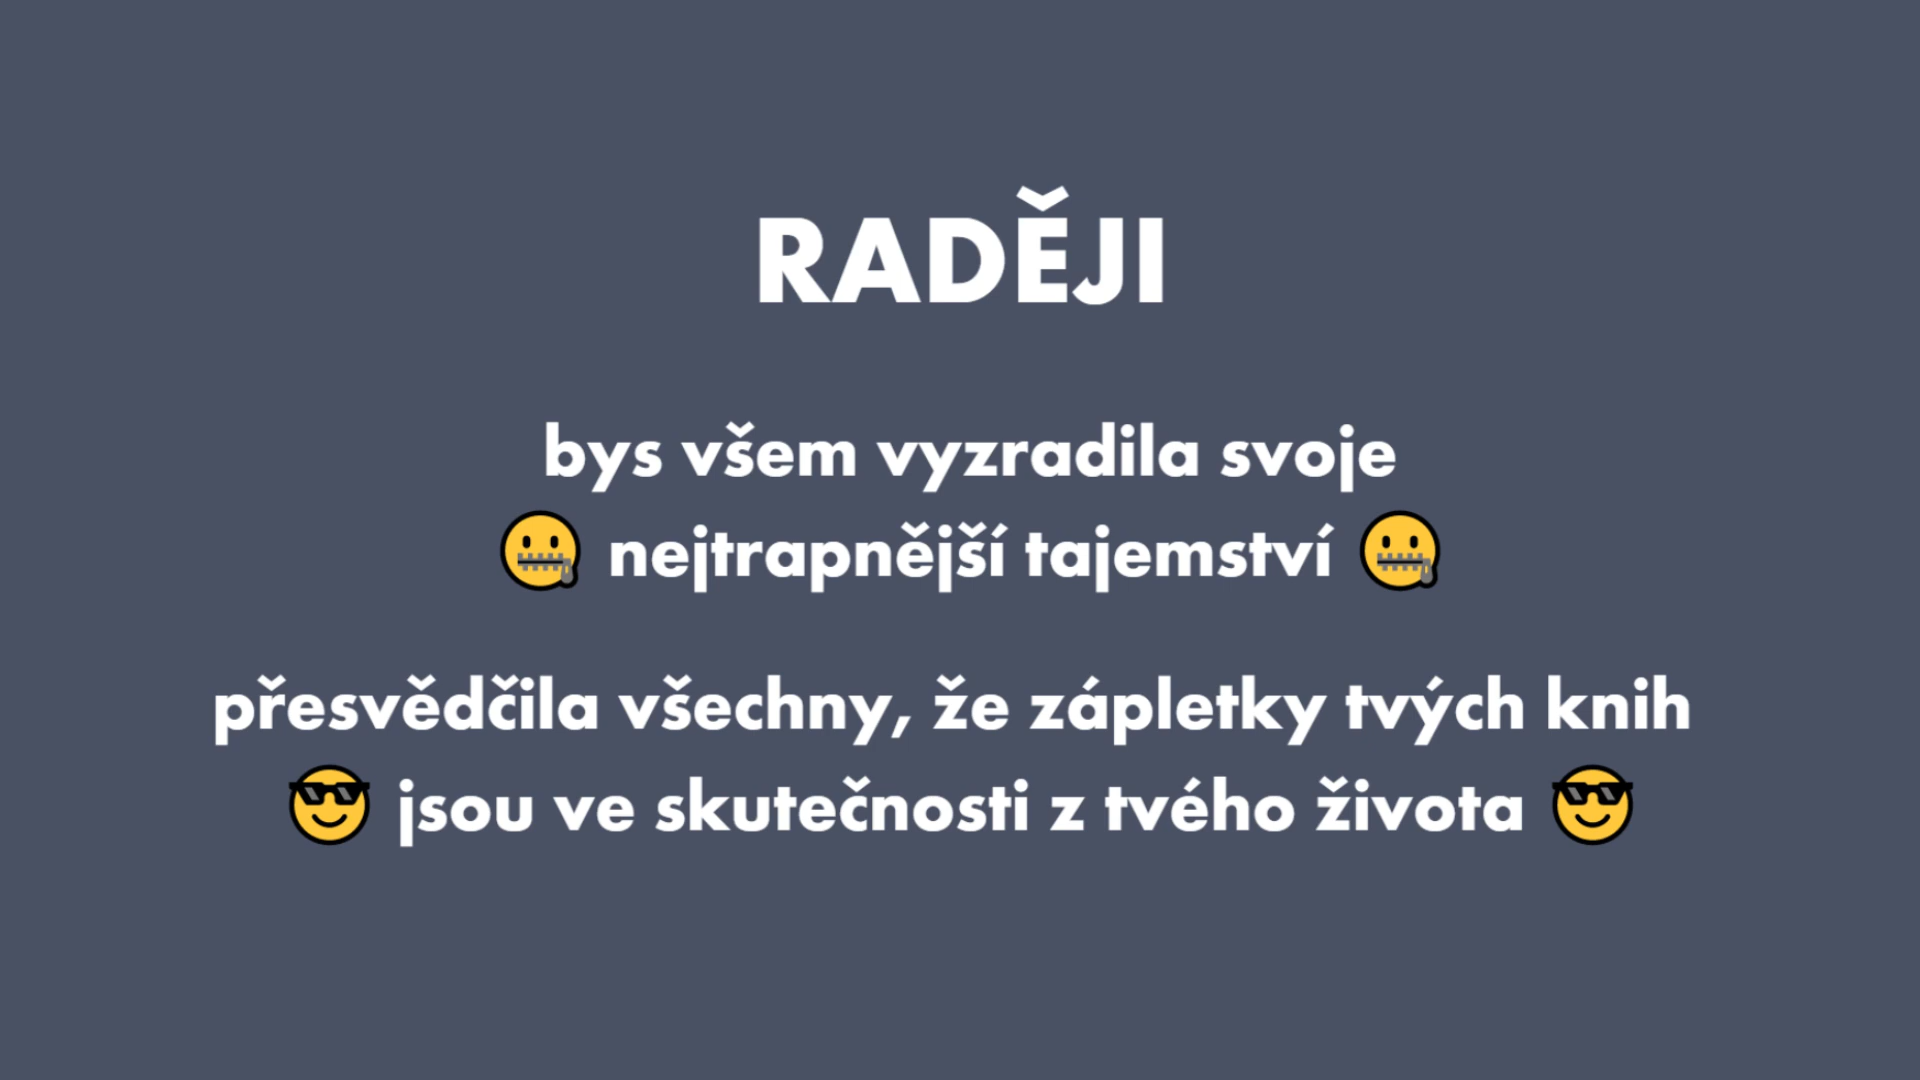 RADĚJI
bys všem vyzradila svoje
🤐 nejtrapnější tajemství 🤐
přesvědčila všechny, že zápletky tvých knih
😎 jsou ve skutečnosti z tvého života 😎